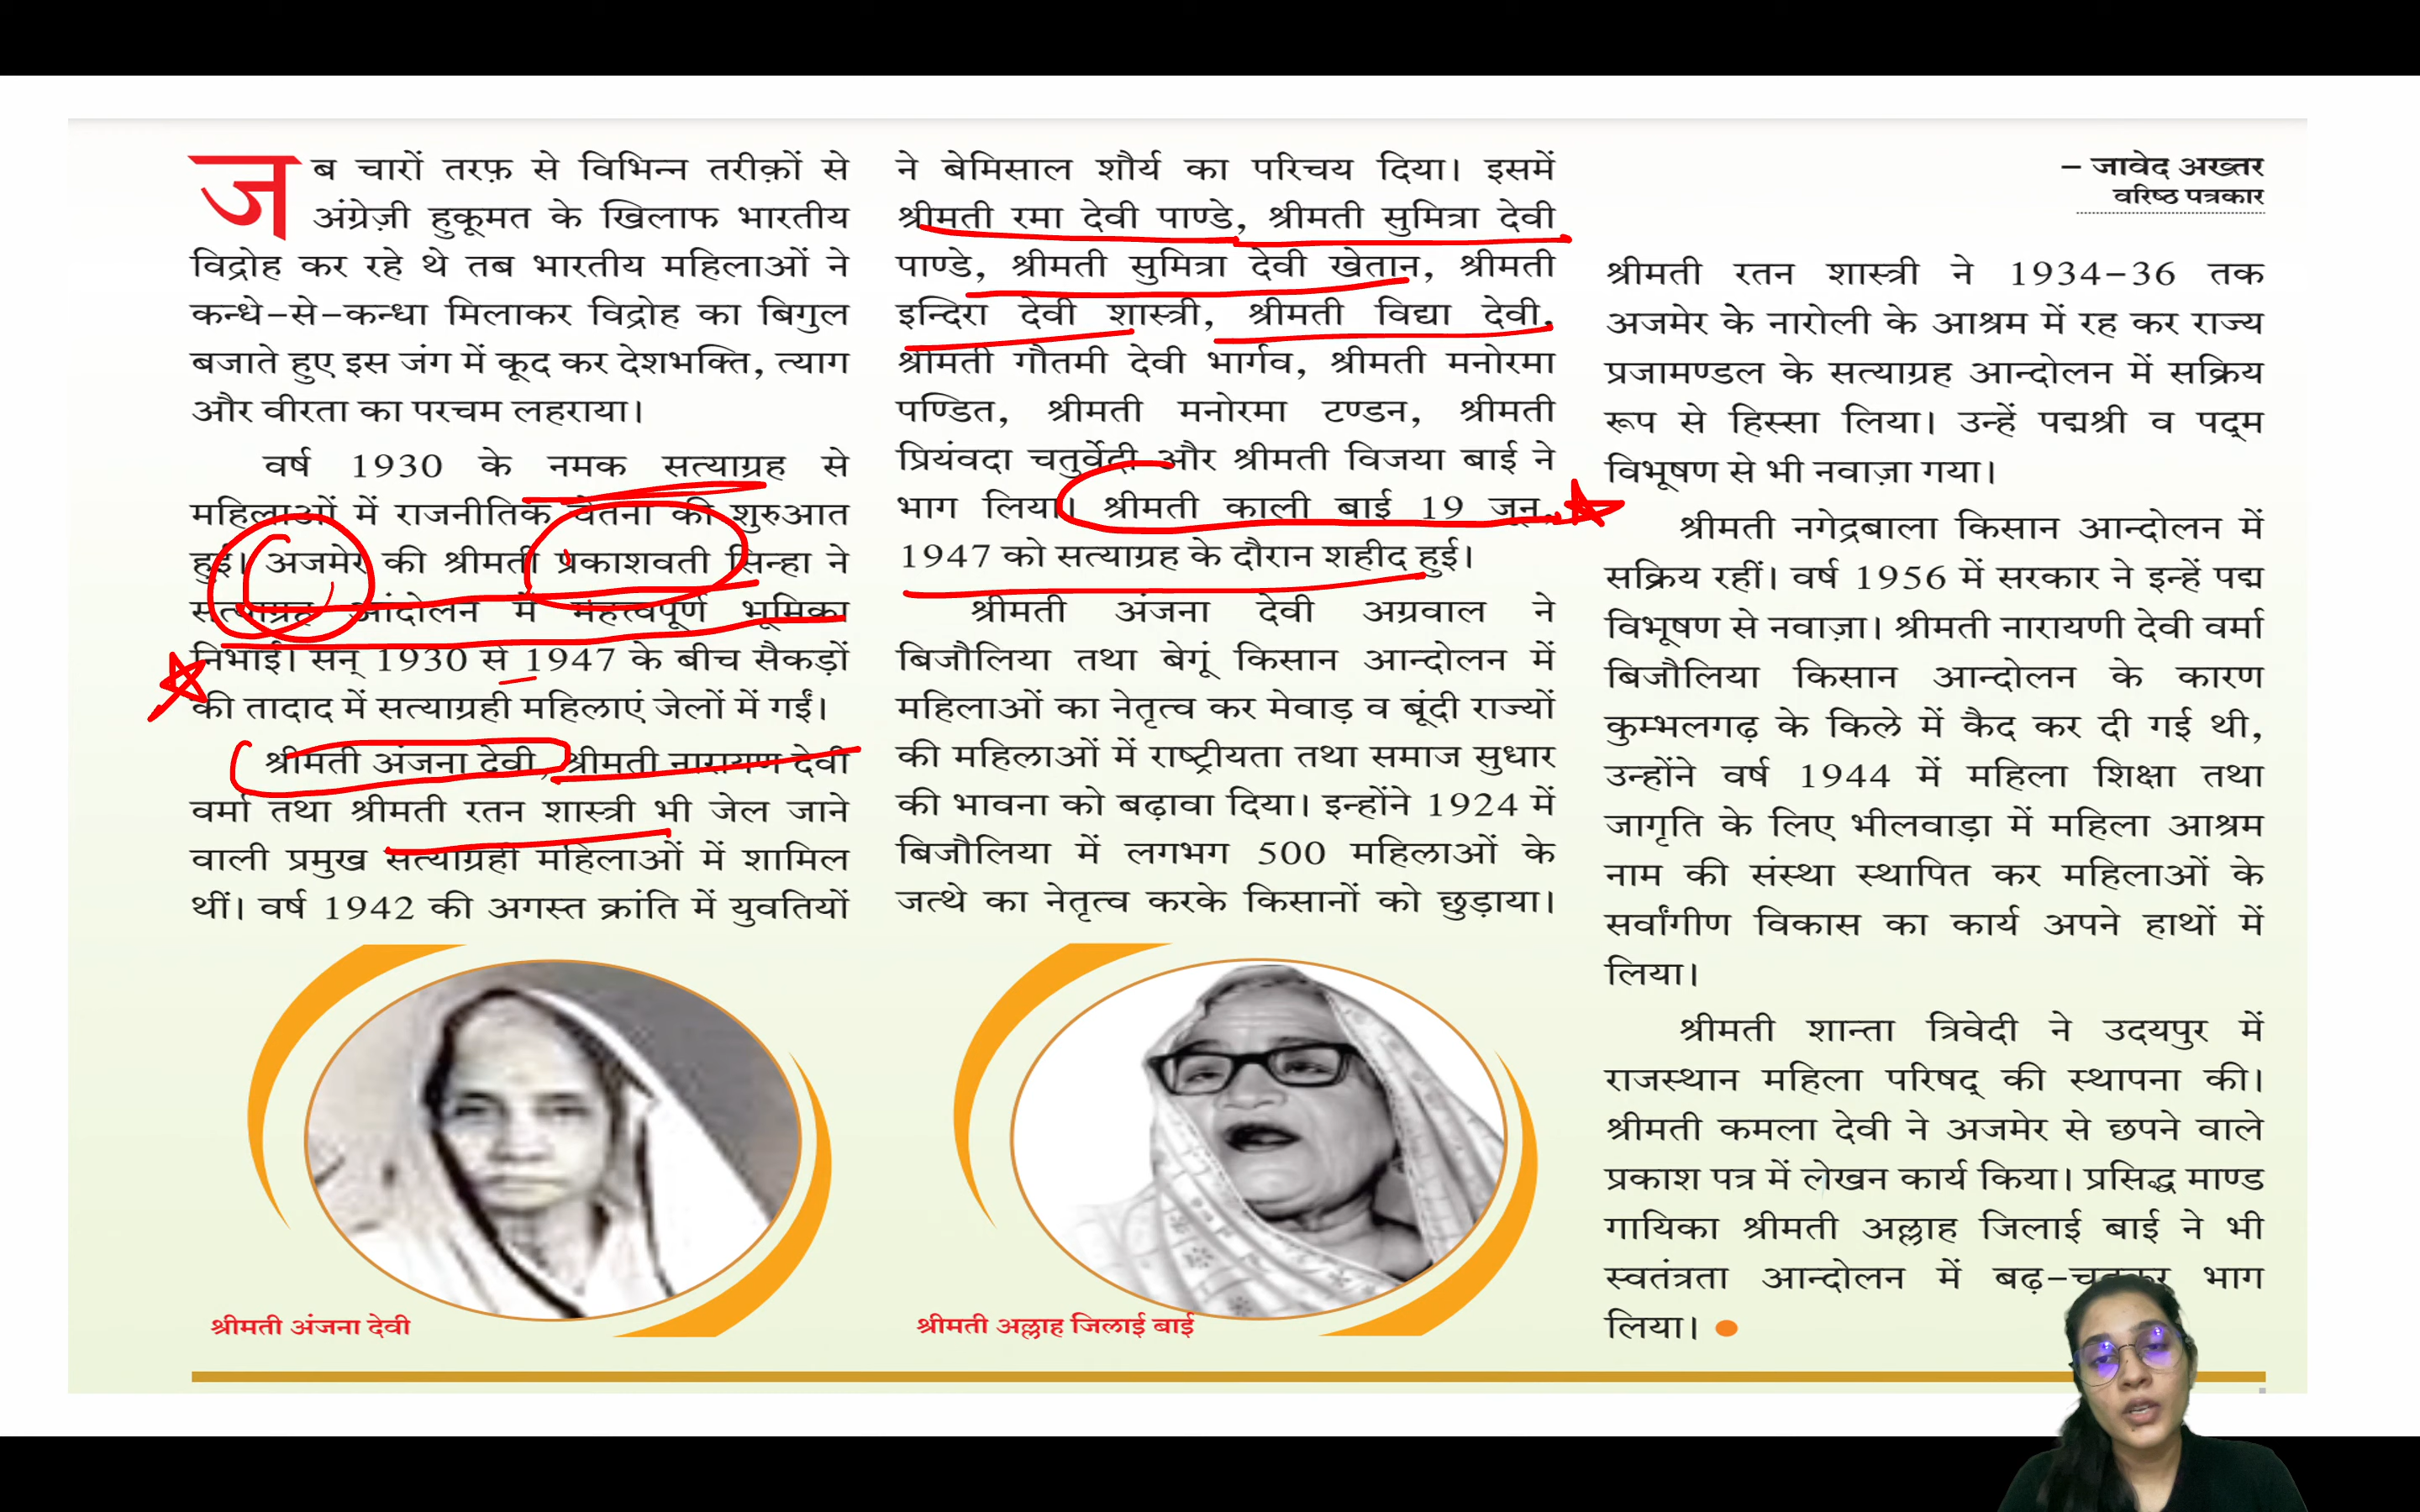 जब चारों तरफ़ से विभिन्न तरीक़ों से
अंग्रेज़ी हुकूमत के खिलाफ भारतीय
विद्रोह कर रहे थे तब भारतीय महिलाओं ने
कन्धे-से-कन्धा मिलाकर विद्रोह का बिगुल
बजाते हुए इस जंग में कूद कर देशभक्ति, त्याग
और वीरता का परचम लहराया।
वर्ष 1930 के नमक सत्याग्रह से
महिलाओं में राजनीतिक चेतना की शुरुआत
हुई। अजमेर की श्रीमती प्रकाशवती सिन्हा ने
सत्याग्रह आंदोलन में महत्त्वपूर्ण भूमिका
निभाई। सन् 1930 से 1947 के बीच सैकड़ों
की तादाद में सत्याग्रही महिलाएं जेलों में गईं।
श्रीमती अंजना देवी, श्रीमती नारायण देवी
वर्मा तथा श्रीमती रतन शास्त्री भी जेल जाने
वाली प्रमुख सत्याग्रही महिलाओं में शामिल
थीं। वर्ष 1942 की अगस्त क्रांति में युवतियों
श्रीमती अंजना देवी
ने बेमिसाल शौर्य का परिचय दिया। इसमें
श्रीमती रमा देवी पाण्डे, श्रीमती सुमित्रा देवी
पाण्डे, श्रीमती सुमित्रा देवी खेतान, श्रीमती
इन्दिरा देवी शास्त्री, श्रीमती विद्या देवी,
श्रीमती गौतमी देवी भार्गव, श्रीमती मनोरमा
पण्डित, श्रीमती मनोरमा टण्डन, श्रीमती
प्रियंवदा चतुर्वेदी और श्रीमती विजया बाई ने
भाग लिया। श्रीमती काली बाई 19 जून,
1947 को सत्याग्रह के दौरान शहीद हुई।
श्रीमती अंजना देवी अग्रवाल ने
बिजौलिया तथा बेगूं किसान आन्दोलन में
महिलाओं का नेतृत्व कर मेवाड़ व बूंदी राज्यों
की महिलाओं में राष्ट्रीयता तथा समाज सुधार
की भावना को बढ़ावा दिया। इन्होंने 1924 में
बिजौलिया में लगभग 500 महिलाओं के
जत्थे का नेतृत्व करके किसानों को छुड़ाया।
श्रीमती अल्लाह जिलाई बाई
– जावेद अख्तर
वरिष्ठ पत्रकार
श्रीमती रतन शास्त्री ने 1934-36 तक
अजमेर के नारोली के आश्रम में रह कर राज्य
प्रजामण्डल के सत्याग्रह आन्दोलन में सक्रिय
रूप से हिस्सा लिया। उन्हें पद्मश्री व पद्म
विभूषण से भी नवाज़ा गया।
श्रीमती नगेद्रबाला किसान आन्दोलन में
सक्रिय रहीं। वर्ष 1956 में सरकार ने इन्हें पद्म
विभूषण से नवाज़ा। श्रीमती नारायणी देवी वर्मा
बिजौलिया किसान आन्दोलन के कारण
कुम्भलगढ़ के किले में कैद कर दी गई थी,
उन्होंने वर्ष 1944 में महिला शिक्षा तथा
जागृति के लिए भीलवाड़ा में महिला आश्रम
नाम की संस्था स्थापित कर महिलाओं के
सर्वांगीण विकास का कार्य अपने हाथों में
लिया।
श्रीमती शान्ता त्रिवेदी ने उदयपुर में
राजस्थान महिला परिषद् की स्थापना की।
श्रीमती कमला देवी ने अजमेर से छपने वाले
प्रकाश पत्र में लेखन कार्य किया। प्रसिद्ध माण्ड
गायिका श्रीमती अल्लाह जिलाई बाई ने भी
स्वतंत्रता आन्दोलन में बढ़-चढ़कर भाग
लिया।